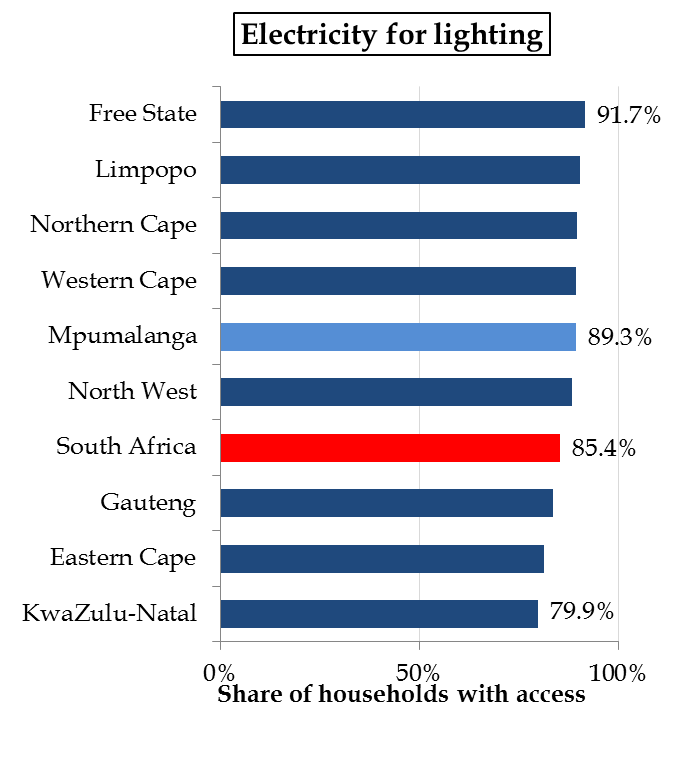 Electricity for lighting
Free State 91.7%
Limpopo
Northern Cape
Western Cape
Mpumalanga 89.3%
North West
South Africa 85.4%
Gauteng
Eastern Cape
KwaZulu-Natal 79.9%
0% 50% 100%
Share of households with access